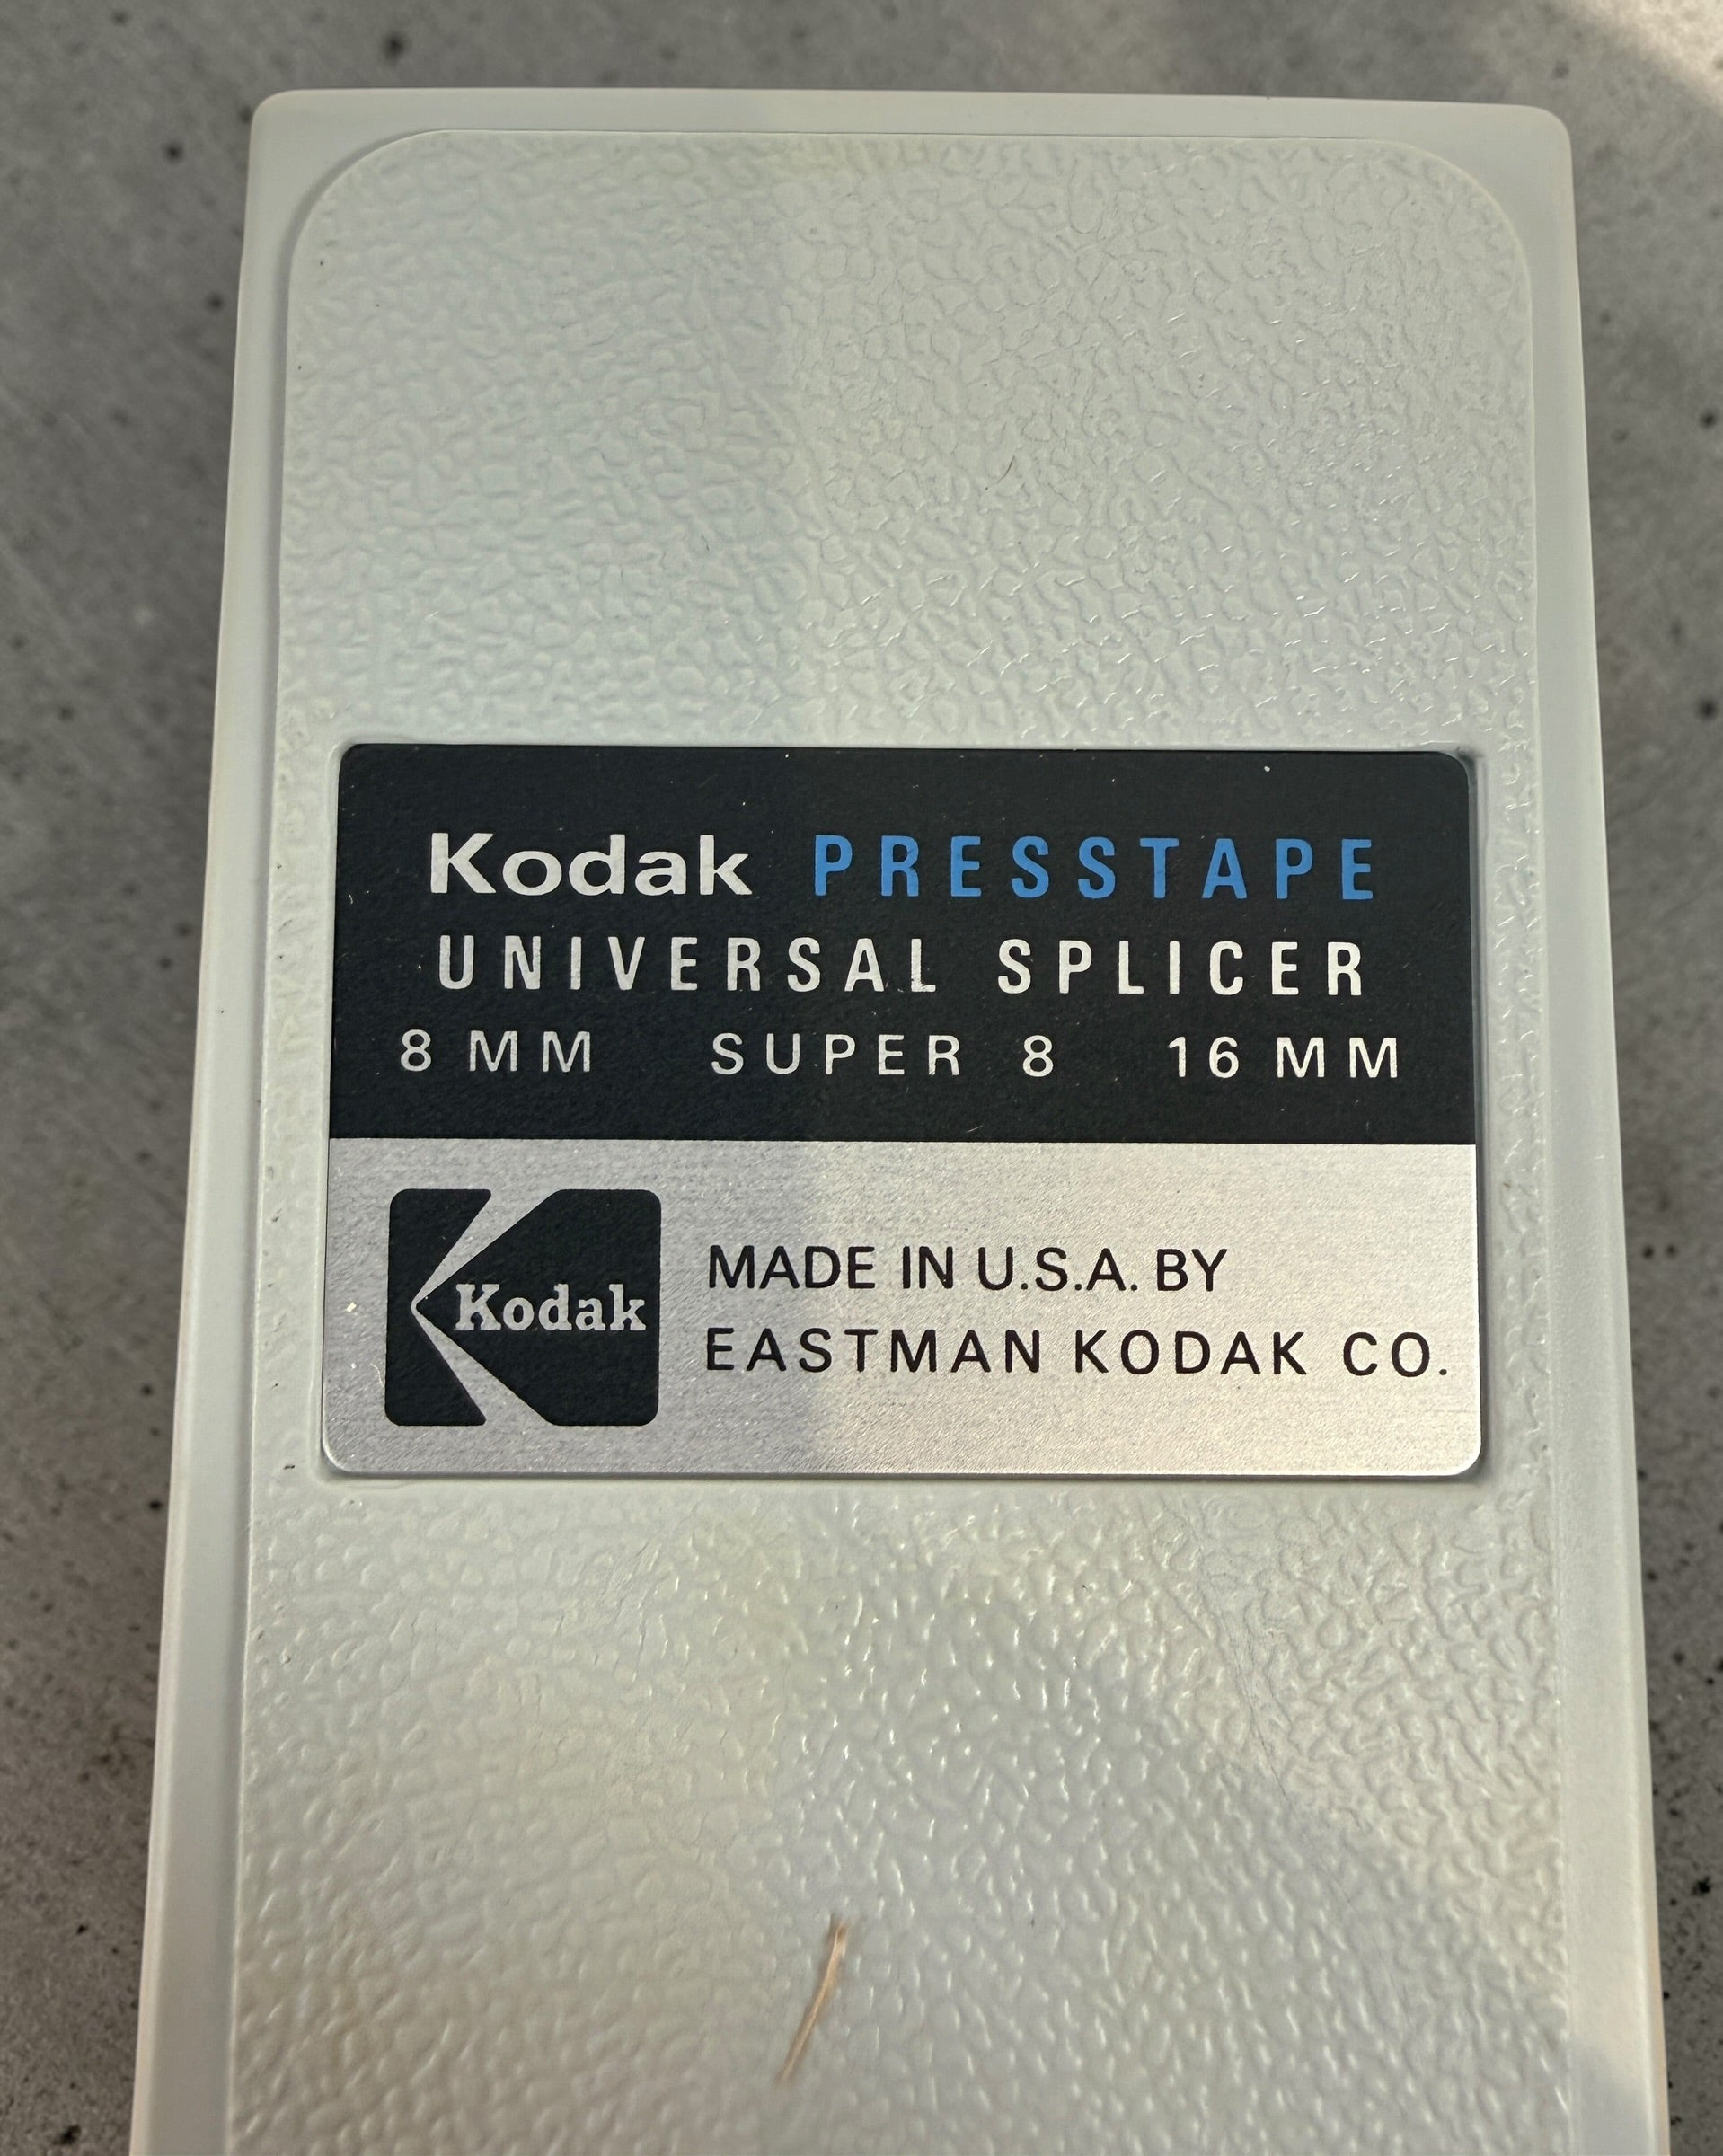 Kodak PRESSTAPE
UNIVERSAL SPLICER
8 MM SUPER 8 16 MM
Kodak
MADE IN U.S.A. BY
EASTMAN KODAK CO.